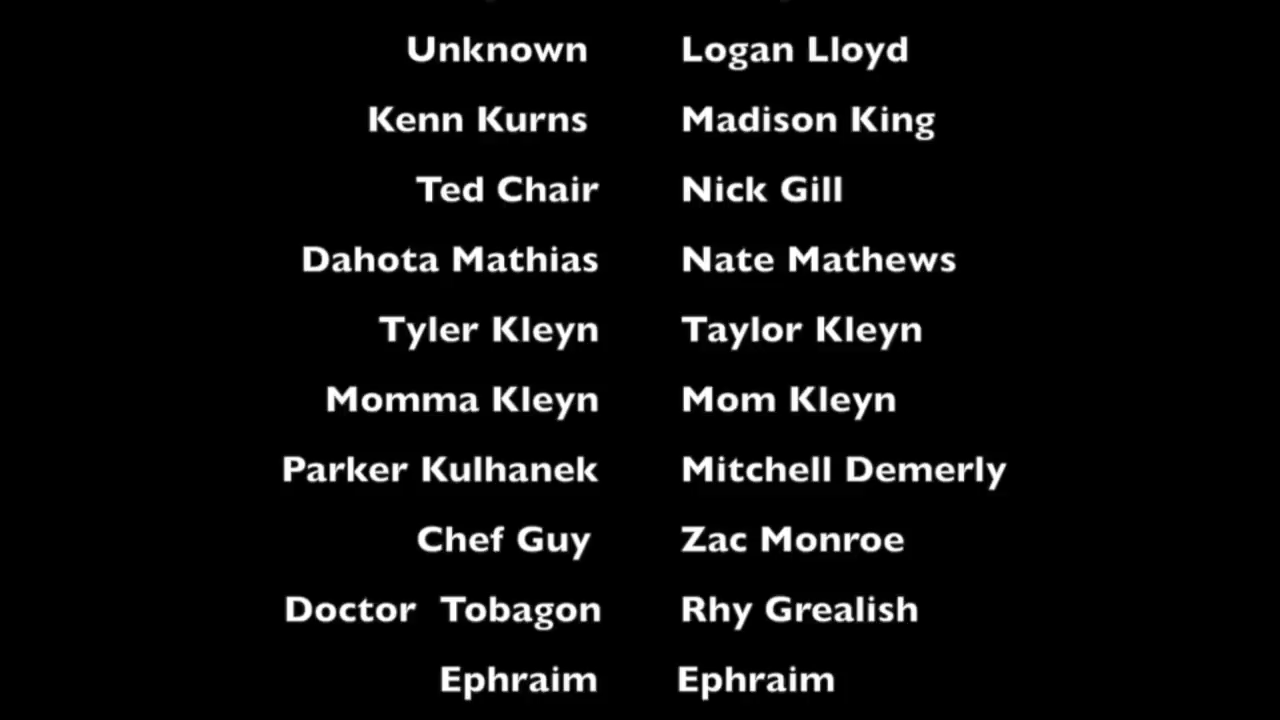 Unknown Logan Lloyd
Kenn Kurns Madison King
Ted Chair Nick Gill
Dahota Mathias Nate Mathews
Tyler Kleyn Taylor Kleyn
Momma Kleyn Mom Kleyn
Parker Kulhanek Mitchell Demerly
Chef Guy Zac Monroe
Doctor Tobagon Rhy Grealish
Ephraim Ephraim